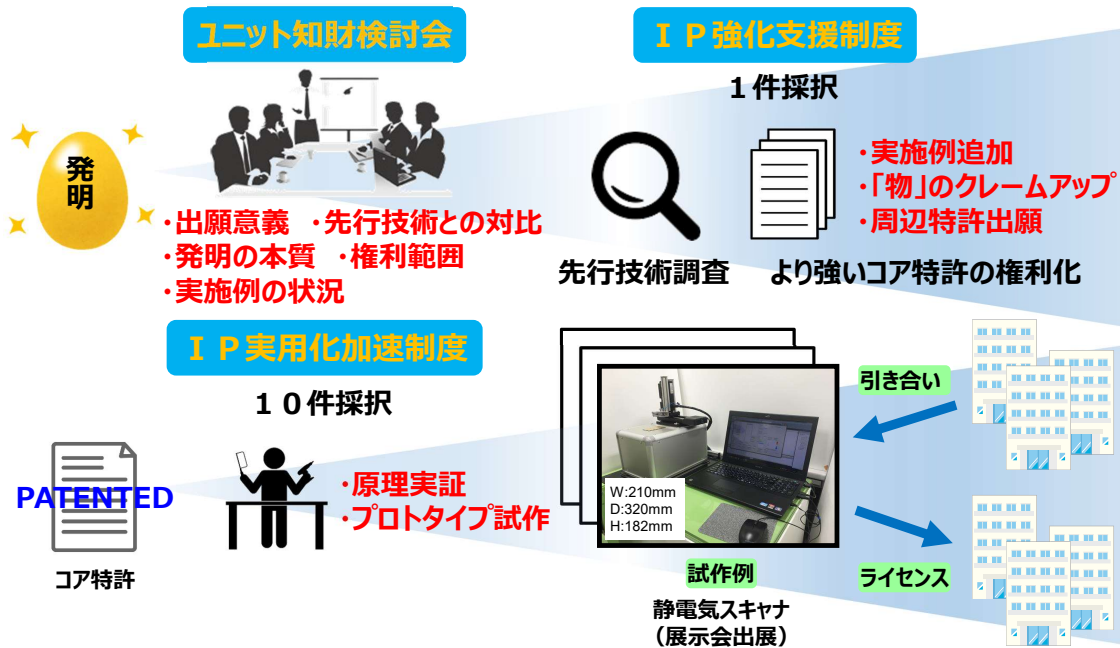 ユニット知財検討会
発明
・出願意義 ・先行技術との対比
・発明の本質 ・権利範囲
・実施例の状況
ＩＰ強化支援制度
１件採択
・実施例追加
・「物」のクレームアップ
・周辺特許出願
先行技術調査
より強いコア特許の権利化
ＩＰ実用化加速制度
１０件採択
PATENTED
コア特許
・原理実証
・プロトタイプ試作
W:210mm
D:320mm
H:182mm
試作例
静電気スキャナ
（展示会出展）
引き合い
ライセンス